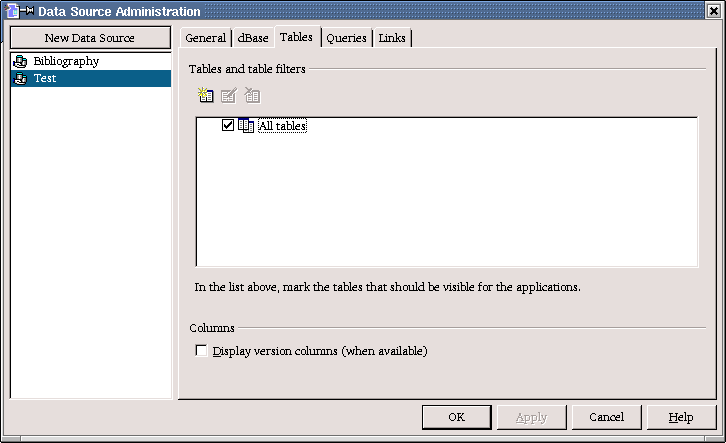 Data Source Administration
New Data Source
Bibliography
Test
General dBase Tables Queries Links
Tables and table filters
All tables
In the list above, mark the tables that should be visible for the applications.
Columns
Display version columns (when available)
OK Apply Cancel Help